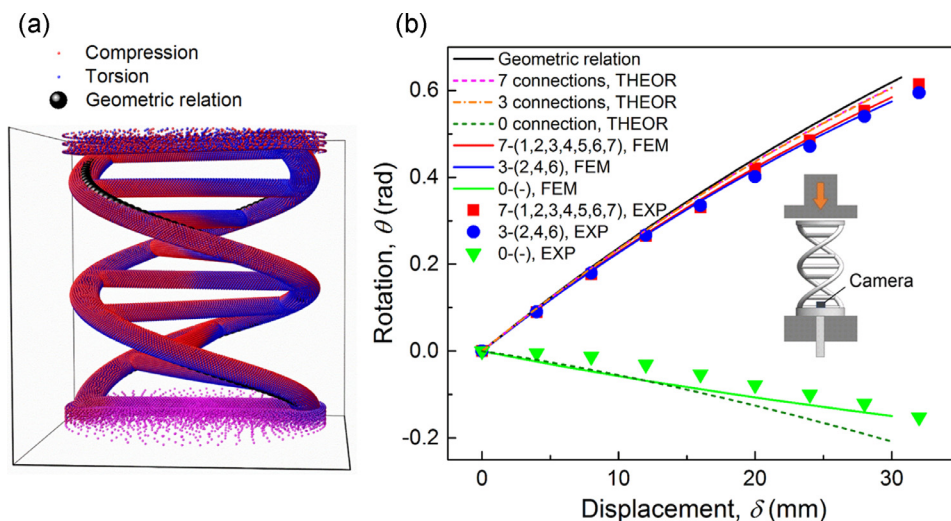 (a)
Compression
Torsion
Geometric relation
(b)
Geometric relation
7 connections, THEOR
3 connections, THEOR
0 connection, THEOR
7-(1,2,3,4,5,6,7), FEM
3-(2,4,6), FEM
0-(-), FEM
7-(1,2,3,4,5,6,7), EXP
3-(2,4,6), EXP
0-(-), EXP
Camera
Rotation, θ (rad)
0.6
0.4
0.2
0.0
-0.2
0 10 20 30
Displacement, δ (mm)